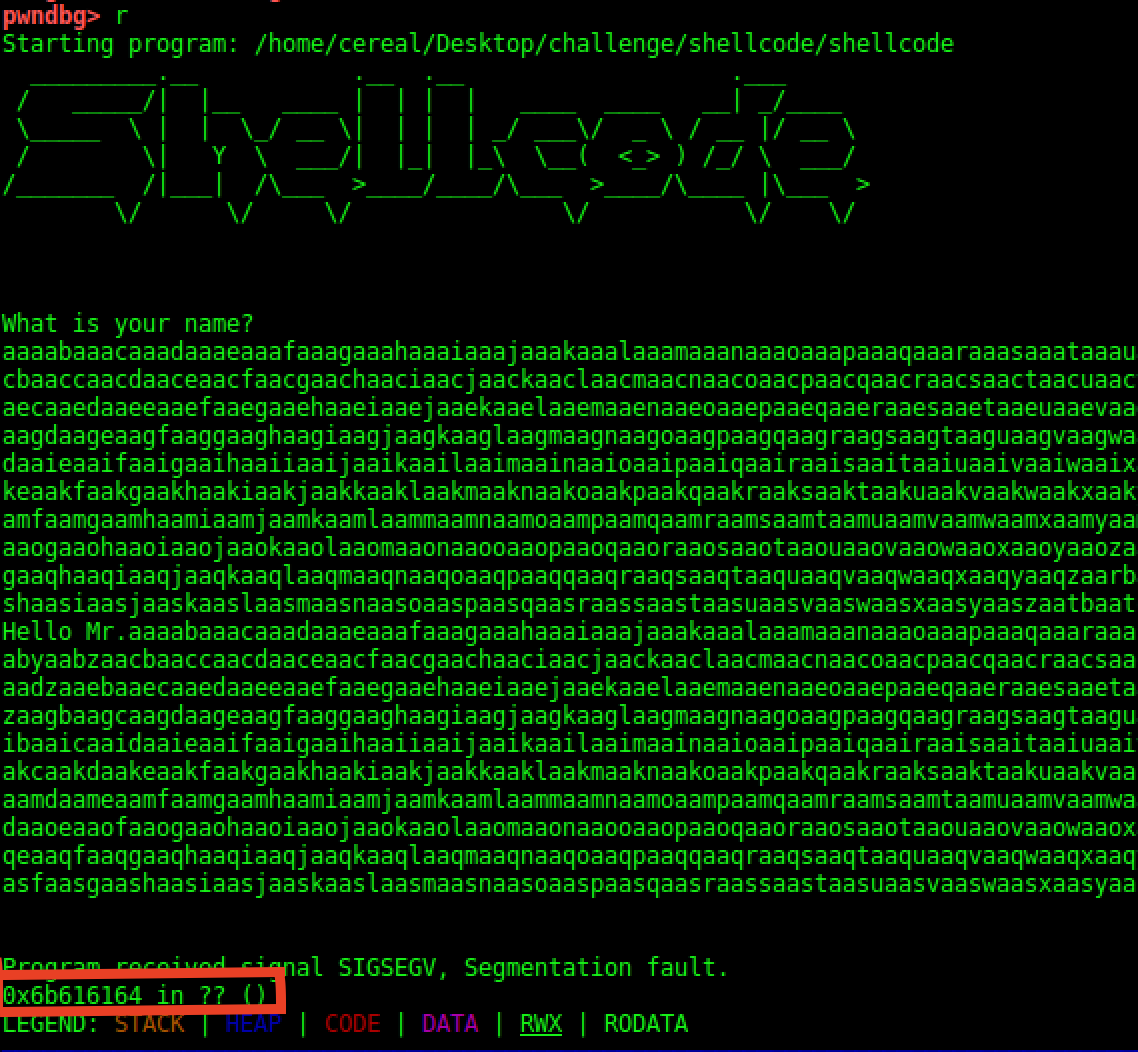 pwndbg> r
Starting program: /home/cereal/Desktop/challenge/shellcode/shellcode
Shellcode
What is your name?
aaaabaaacaaadaaaeaaafaaagaaahaaaiaaajaaakaaalaaamaaanaaaoaaapaaaqaaaraaasaaataaau
cbaaccaacdaaceaacfaacgaachaaciaacjaackaaclaacmaacnaacoaacpaacqaacraacsaactaacuaac
aecaaedaaeeaaefaaegaaehaaeiaaejaaekaaelaaemaaenaaeoaaepaaeqaaeraaesaaetaaeuaaevaa
aagdaageaagfaaggaaghaagiaagjaagkaaglaagmaagnaagoaagpaagqaagraagsaagtaaguaagvaagwa
daaieaaifaaigaaihaaiiaaijaaikaailaaimaainaaioaaipaaiqaairaaisaaitaaiuaaivaaiwaaix
keaakfaakgaakhaakiaakjaakkaaklaakmaaknaakoaakpaakqaakraaksaaktaakuaakvaakwaakxaak
amfaamgaamhaamiaamjaamkaamlaammaamnaamoaampaamqaamraamsaamtaamuaamvaamwaamxaamyaa
aaogaaohaaoiaaojaaokaaolaaomaaonaaooaaopaaoqaaoraaosaaotaaouaaovaaowaaoxaaoyaaoza
gaaqhaaqiaaqjaaqkaaqlaaqmaaqnaaqoaaqpaaqqaaqraaqsaaqtaaquaaqvaaqwaaqxaaqyaaqzaarb
shaasiaasjaaskaaslaasmaasnaasoaaspaasqaasraassaastaasuaasvaaswaasxaasyaaszaatbaat
Hello Mr.aaaabaaacaaadaaaeaaafaaagaaahaaaiaaajaaakaaalaaamaaanaaaoaaapaaaqaaaraaa
abyaabzaacbaaccaacdaaceaacfaacgaachaaciaacjaackaaclaacmaacnaacoaacpaacqaacraacsaa
aadzaaebaaecaaedaaeeaaefaaegaaehaaeiaaejaaekaaelaaemaaenaaeoaaepaaeqaaeraaesaaeta
zaagbaagcaagdaageaagfaaggaaghaagiaagjaagkaaglaagmaagnaagoaagpaagqaagraagsaagtaagu
ibaaicaaidaaieaaifaaigaaihaaiiaaijaaikaailaaimaainaaioaaipaaiqaairaaisaaitaaiuaai
akcaakdaakeaakfaakgaakhaakiaakjaakkaaklaakmaaknaakoaakpaakqaakraaksaaktaakuaakvaa
aamdaameaamfaamgaamhaamiaamjaamkaamlaammaamnaamoaampaamqaamraamsaamtaamuaamvaamwa
daaoeaaofaaogaaohaaoiaaojaaokaaolaaomaaonaaooaaopaaoqaaoraaosaaotaaouaaovaaowaaox
qeaaqfaaqgaaqhaaqiaaqjaaqkaaqlaaqmaaqnaaqoaaqpaaqqaaqraaqsaaqtaaquaaqvaaqwaaqxaaq
asfaasgaashaasiaasjaaskaaslaasmaasnaasoaaspaasqaasraassaastaasuaasvaaswaasxaasyaa
Program received signal SIGSEGV, Segmentation fault.
0x6b616164 in ?? ()
LEGEND: STACK | HEAP | CODE | DATA | RWX | RODATA